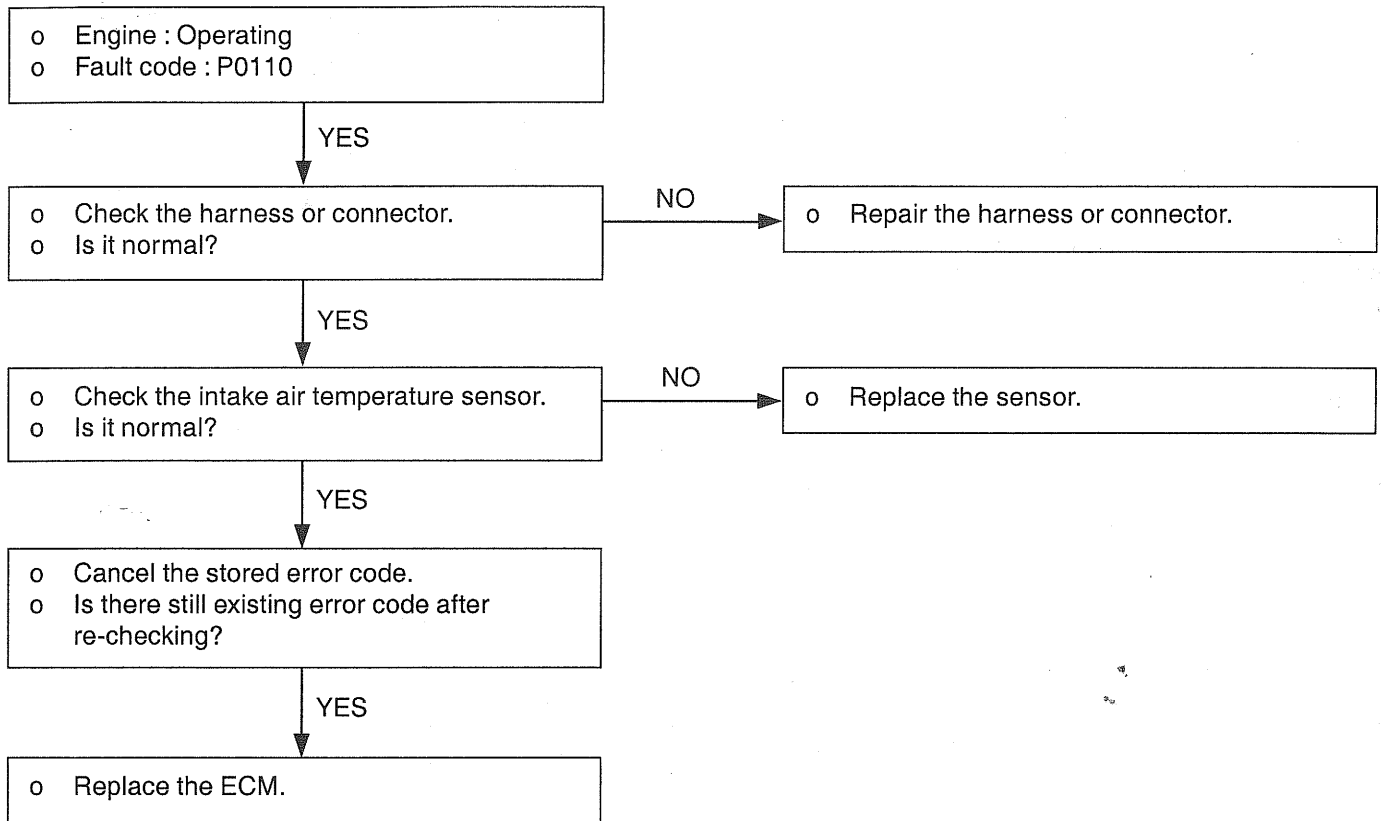 o Engine : Operating
o Fault code : P0110
YES
o Check the harness or connector.
o Is it normal?
NO
o Repair the harness or connector.
YES
o Check the intake air temperature sensor.
o Is it normal?
NO
o Replace the sensor.
YES
o Cancel the stored error code.
o Is there still existing error code after
re-checking?
YES
o Replace the ECM.